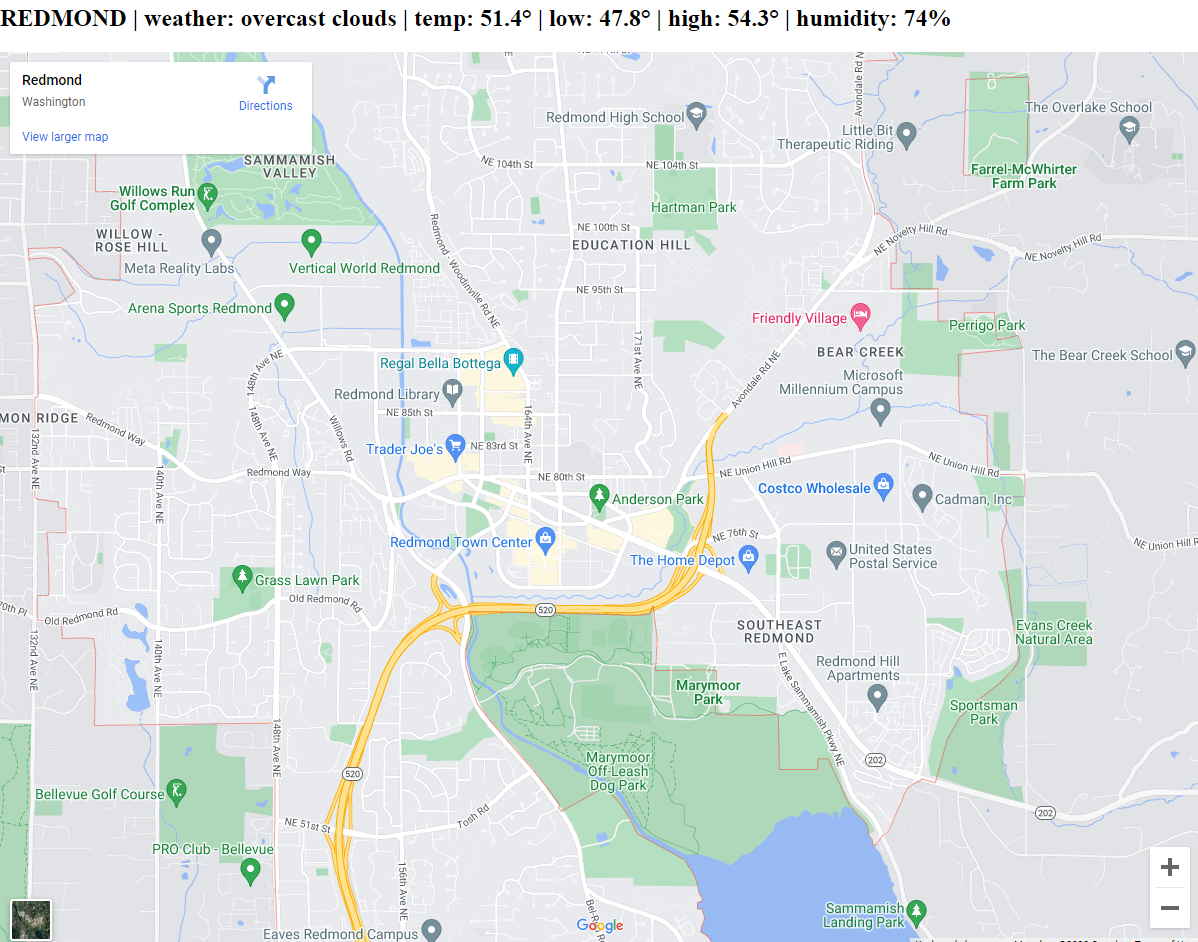 REDMOND | weather: overcast clouds | temp: 51.4° | low: 47.8° | high: 54.3° | humidity: 74%
Redmond
Washington
Directions
View larger map
Avondale Rd N
The Overlake School
Redmond High School
Little Bit
Therapeutic Riding
SAMMAMISH
VALLEY
NE 104th St
NE 104th St
Farrel-McWhirter
Farm Park
Willows Run
Golf Complex
Hartman Park
WILLOW -
ROSE HILL
NE 100th St
EDUCATION HILL
NE Novelty Hill Rd
NE Novelty Hill Rd
Meta Reality Labs
Vertical World Redmond
Redmond - Woodinville Rd NE
NE 95th St
Arena Sports Redmond
Friendly Village
Perrigo Park
BEAR CREEK
The Bear Creek School
148th Ave NE
Regal Bella Bottega
171st Ave NE
Avondale Rd NE
Microsoft
Millennium Campus
Redmond Library
NE 85th St
164th Ave NE
MON RIDGE
Redmond Way
148th Ave NE
Willows Rd
132nd Ave NE
Trader Joe's
NE 83rd St
NE Union Hill Rd
NE Union Hill Rd
Redmond Way
140th Ave NE
NE 80th St
Costco Wholesale
Anderson Park
Cadman, Inc
Redmond Town Center
NE 76th St
NE Union Hill R
The Home Depot
United States
Postal Service
Grass Lawn Park
Old Redmond Rd
70th Pl
Old Redmond Rd
520
SOUTHEAST
REDMOND
Evans Creek
Natural Area
132nd Ave NE
140th Ave NE
E Lake Sammamish Pkwy NE
Redmond Hill
Apartments
Marymoor
Park
Sportsman
Park
148th Ave NE
Marymoor
Off-Leash
Dog Park
202
520
Bellevue Golf Course
202
NE 51st St
Tosh Rd
PRO Club - Bellevue
156th Ave NE
Bel-R
Sammamish
Landing Park
Google
Eaves Redmond Campus